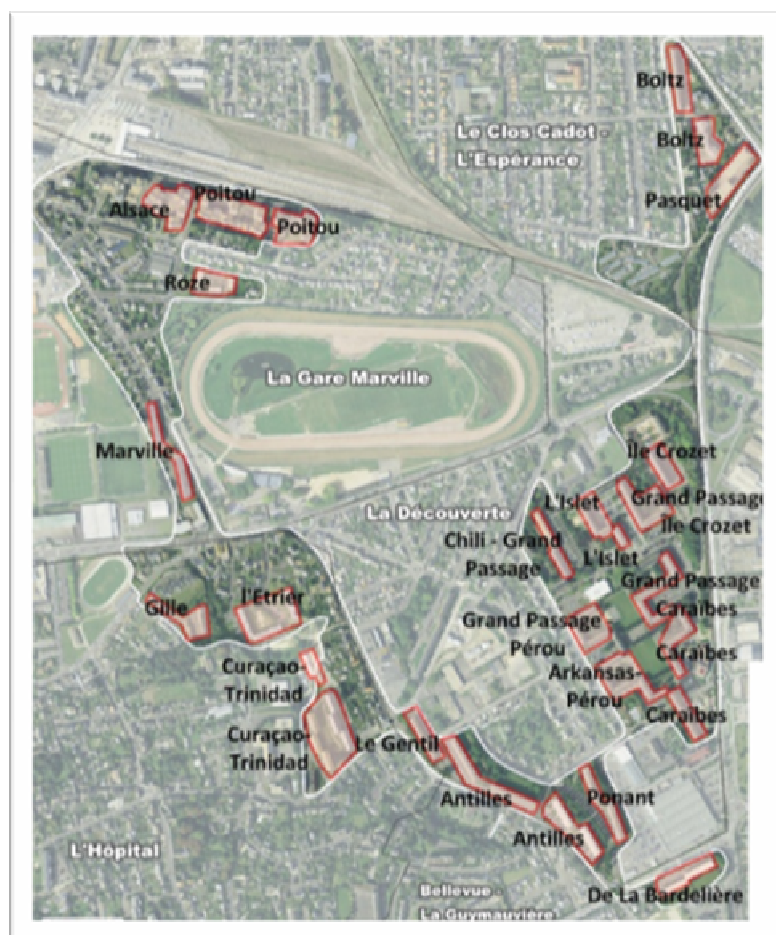 Boltz
Le Clos Cadot -
L'Espérance
Boltz
Pasquet
Poitou
Alsace
Poitou
Roze
La Gare Marville
Marville
Île Crozet
L'Islet
Grand Passage
Île Crozet
La Découverte
Chili - Grand
Passage
L'Islet
Grand Passage
Caraïbes
Gille
l'Etrier
Grand Passage -
Pérou
Caraïbes
Arkansas-
Pérou
Caraïbes
Curaçao-
Trinidad
Curaçao-
Trinidad
Le Gentil
Antilles
Ponant
Antilles
L'Hôpital
Bellevue -
La Guymauvière
De La Bardelière